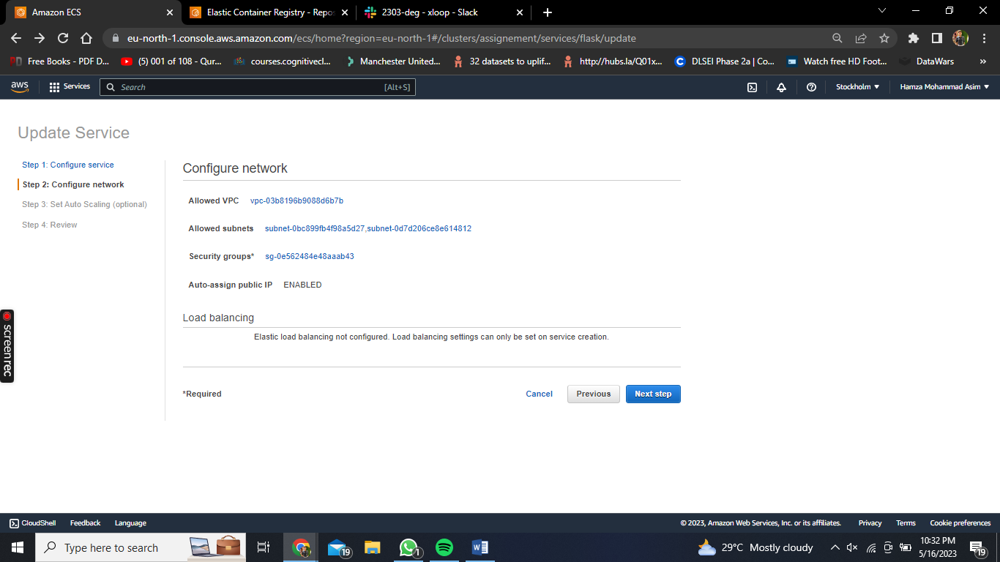 Amazon ECS
Elastic Container Registry - Repos
2303-deg - xloop - Slack
eu-north-1.console.aws.amazon.com/ecs/home?region=eu-north-1#/clusters/assignement/services/flask/update
Free Books - PDF D...
(5) 001 of 108 - Qur...
courses.cognitivecl...
Manchester United...
32 datasets to uplif...
http://hubs.la/Q01x...
DLSEI Phase 2a | Co...
Watch free HD Foot...
DataWars
»
aws
Services
Search
[Alt+S]
Stockholm
Hamza Mohammad Asim
Update Service
Step 1: Configure service
Step 2: Configure network
Step 3: Set Auto Scaling (optional)
Step 4: Review
Configure network
Allowed VPC vpc-03b8196b9088d6b7b
Allowed subnets subnet-0bc899fb4f98a5d27,subnet-0d7d206ce8e614812
Security groups* sg-0e562484e48aaab43
Auto-assign public IP ENABLED
Load balancing
Elastic load balancing not configured. Load balancing settings can only be set on service creation.
*Required
Cancel
Previous
Next step
screenrec
CloudShell
Feedback
Language
© 2023, Amazon Web Services, Inc. or its affiliates.
Privacy
Terms
Cookie preferences
Type here to search
19
1
29°C Mostly cloudy
10:32 PM
5/16/2023
19